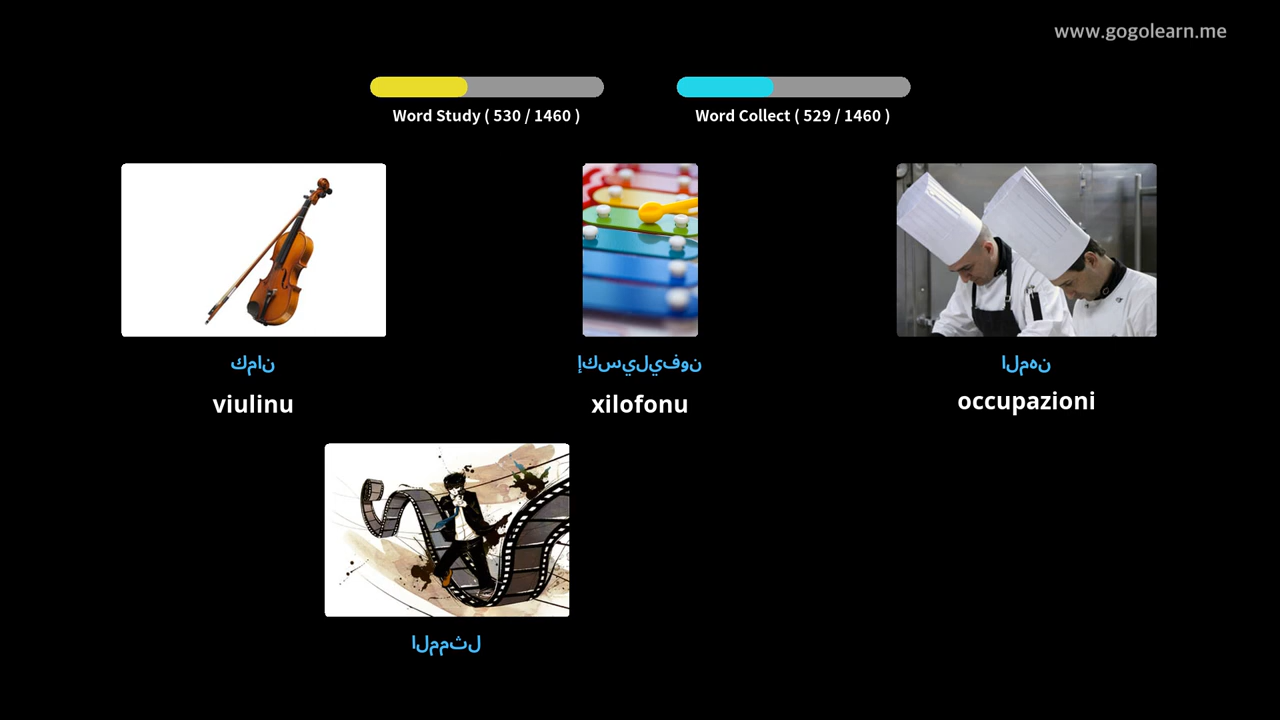 www.gogolearn.me
Word Study ( 530 / 1460 )
Word Collect ( 529 / 1460 )
كمان
إكسيليفون
المهن
viulinu
xilofonu
occupazioni
الممثل